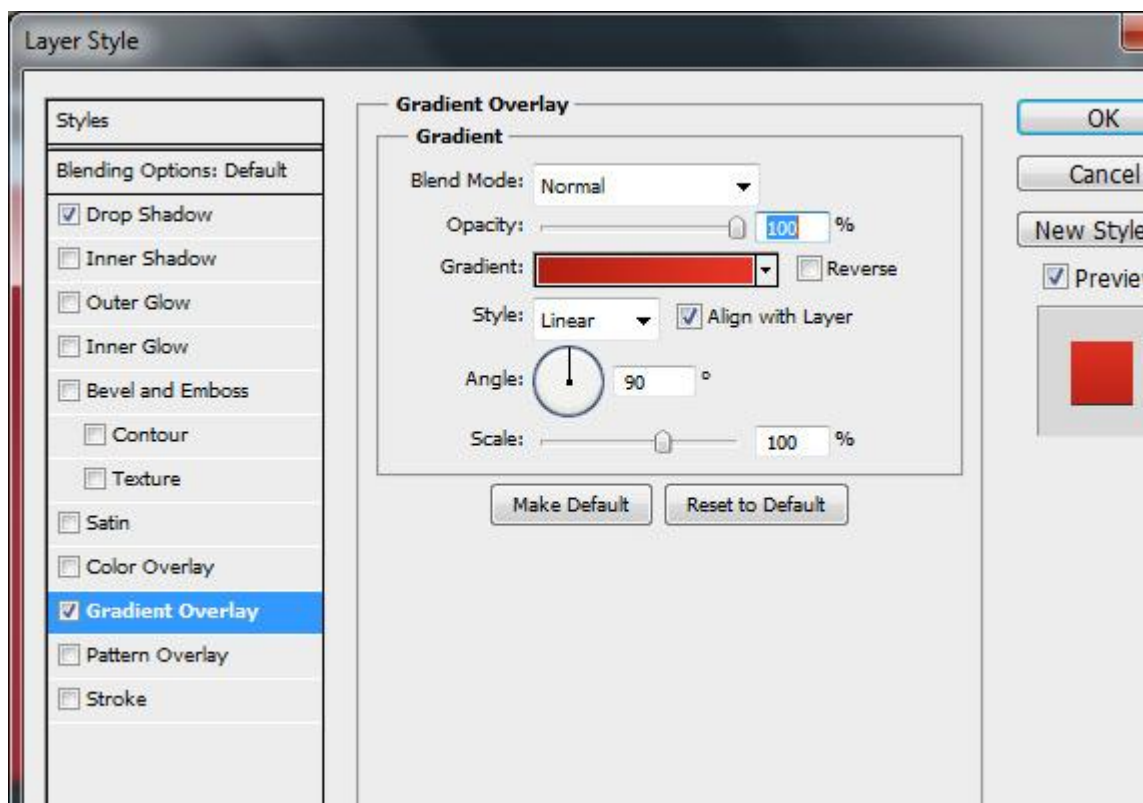 Layer Style
Styles
Blending Options: Default
Drop Shadow
Inner Shadow
Outer Glow
Inner Glow
Bevel and Emboss
Contour
Texture
Satin
Color Overlay
Gradient Overlay
Pattern Overlay
Stroke
Gradient Overlay
Gradient
Blend Mode: Normal
Opacity: 100 %
Gradient: Reverse
Style: Linear Align with Layer
Angle: 90 °
Scale: 100 %
Make Default Reset to Default
OK
Cancel
New Style
Previe